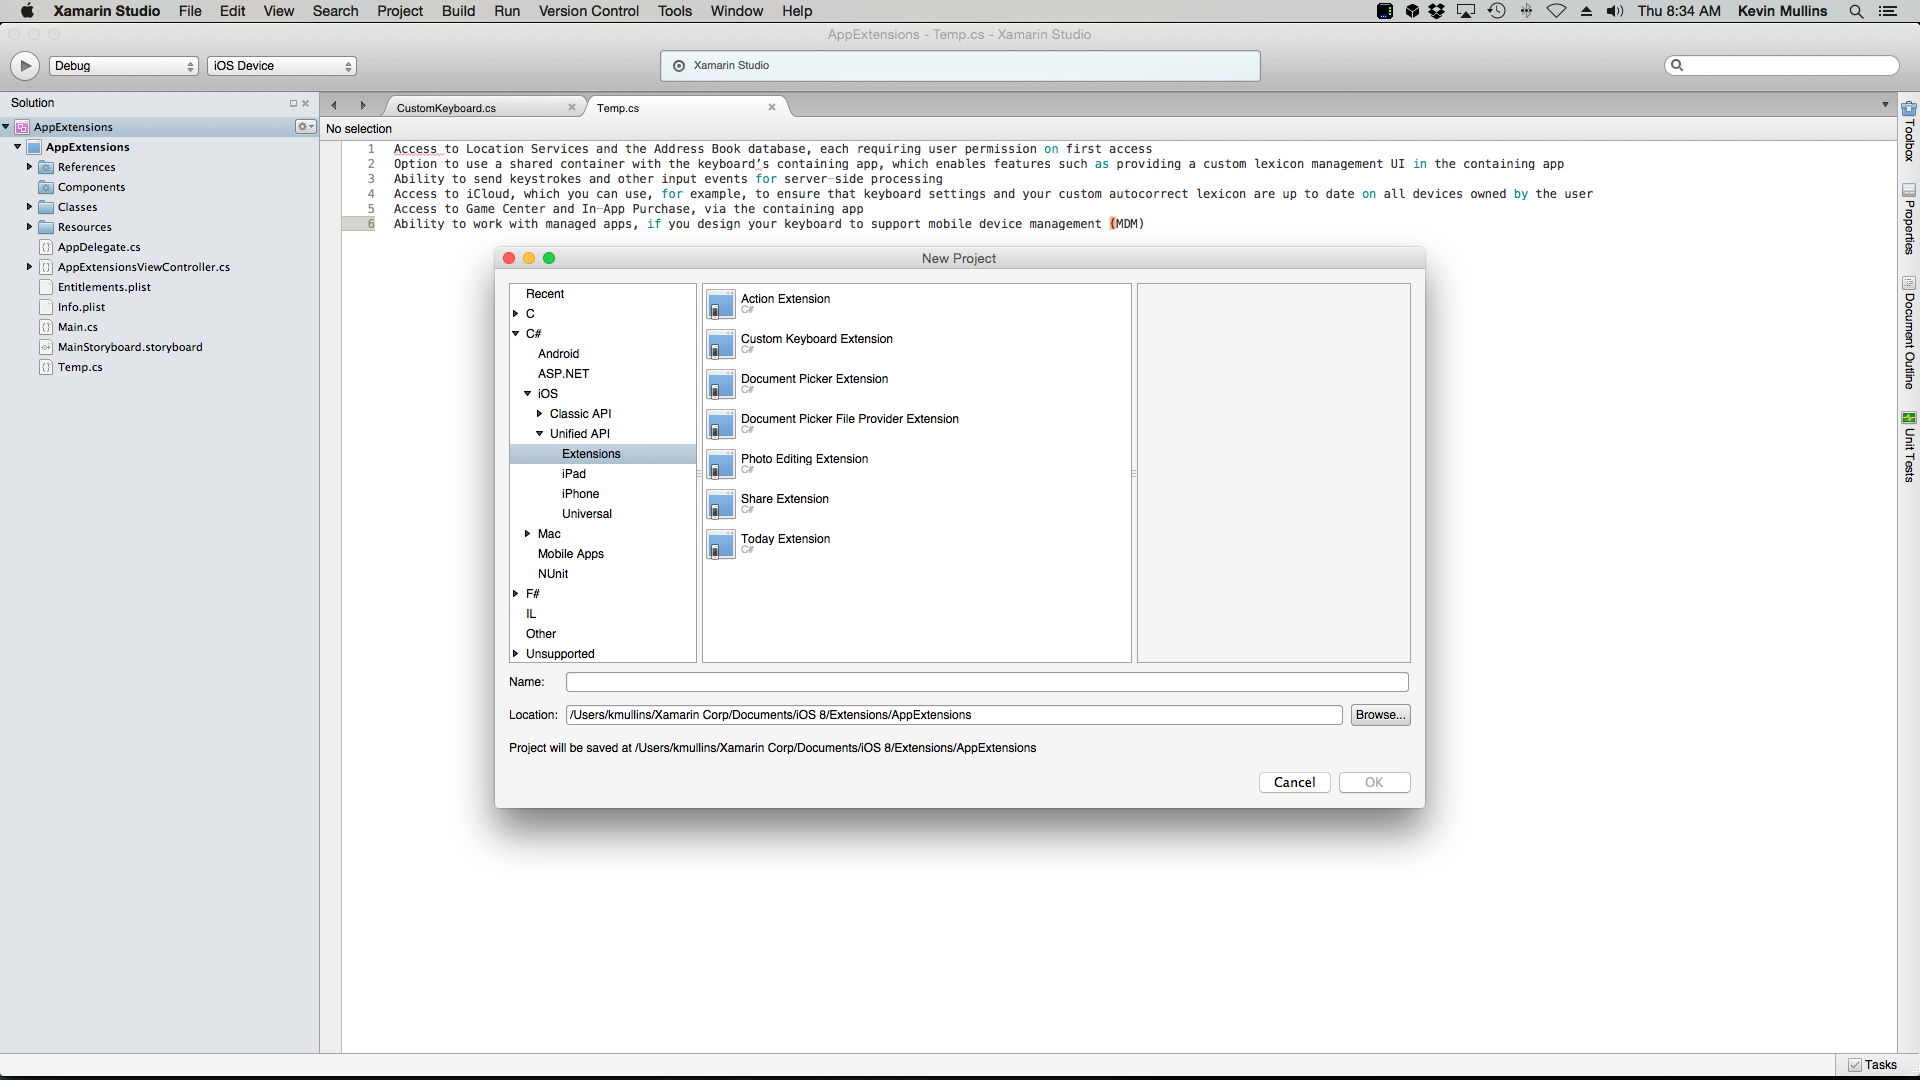 Xamarin Studio File Edit View Search Project Build Run Version Control Tools Window Help Thu 8:34 AM Kevin Mullins
AppExtensions - Temp.cs - Xamarin Studio
Debug iOS Device Xamarin Studio
Solution
AppExtensions
AppExtensions
References
Components
Classes
Resources
AppDelegate.cs
AppExtensionsViewController.cs
Entitlements.plist
Info.plist
Main.cs
MainStoryboard.storyboard
Temp.cs
CustomKeyboard.cs Temp.cs
No selection
1 Access to Location Services and the Address Book database, each requiring user permission on first access
2 Option to use a shared container with the keyboard’s containing app, which enables features such as providing a custom lexicon management UI in the containing app
3 Ability to send keystrokes and other input events for server-side processing
4 Access to iCloud, which you can use, for example, to ensure that keyboard settings and your custom autocorrect lexicon are up to date on all devices owned by the user
5 Access to Game Center and In-App Purchase, via the containing app
6 Ability to work with managed apps, if you design your keyboard to support mobile device management (MDM)
New Project
Recent
C
C#
Android
ASP.NET
iOS
Classic API
Unified API
Extensions
iPad
iPhone
Universal
Mac
Mobile Apps
NUnit
F#
IL
Other
Unsupported
Action Extension
C#
Custom Keyboard Extension
C#
Document Picker Extension
C#
Document Picker File Provider Extension
C#
Photo Editing Extension
C#
Share Extension
C#
Today Extension
C#
Name:
Location: /Users/kmullins/Xamarin Corp/Documents/iOS 8/Extensions/AppExtensions Browse...
Project will be saved at /Users/kmullins/Xamarin Corp/Documents/iOS 8/Extensions/AppExtensions
Cancel OK
Toolbox
Properties
Document Outline
Unit Tests
Tasks